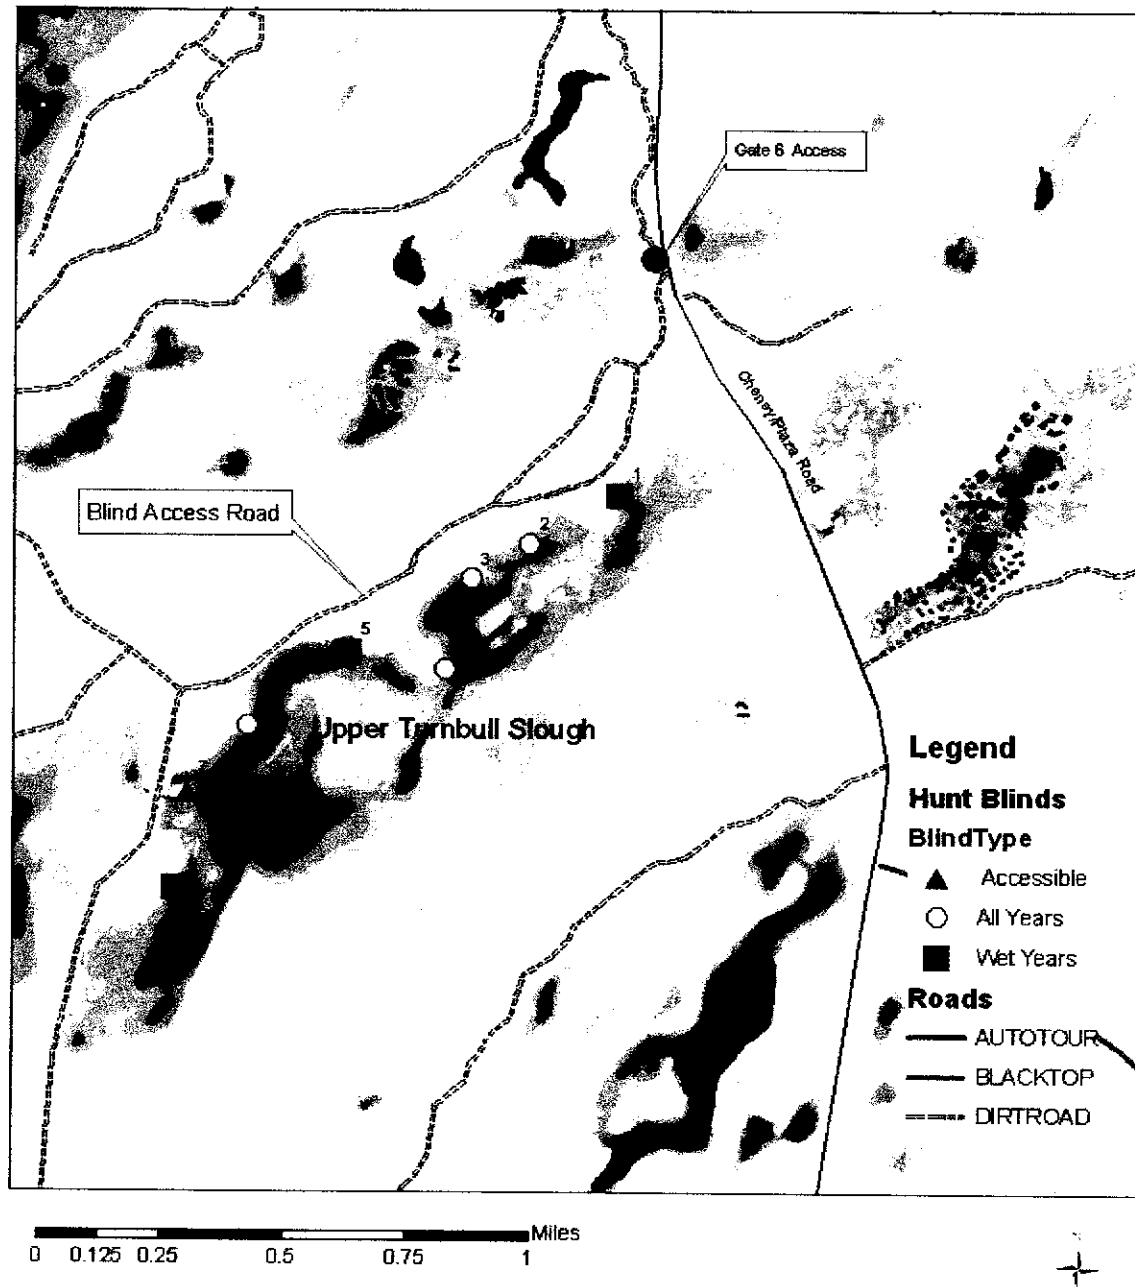 Gate 6 Access
Cheney/Plaza Road
1
Blind Access Road
2
3
5
Upper Turnbull Slough
Legend
Hunt Blinds
BlindType
Accessible
All Years
Wet Years
Roads
AUTOTOUR
BLACKTOP
DIRTROAD
Miles
0 0.125 0.25 0.5 0.75 1